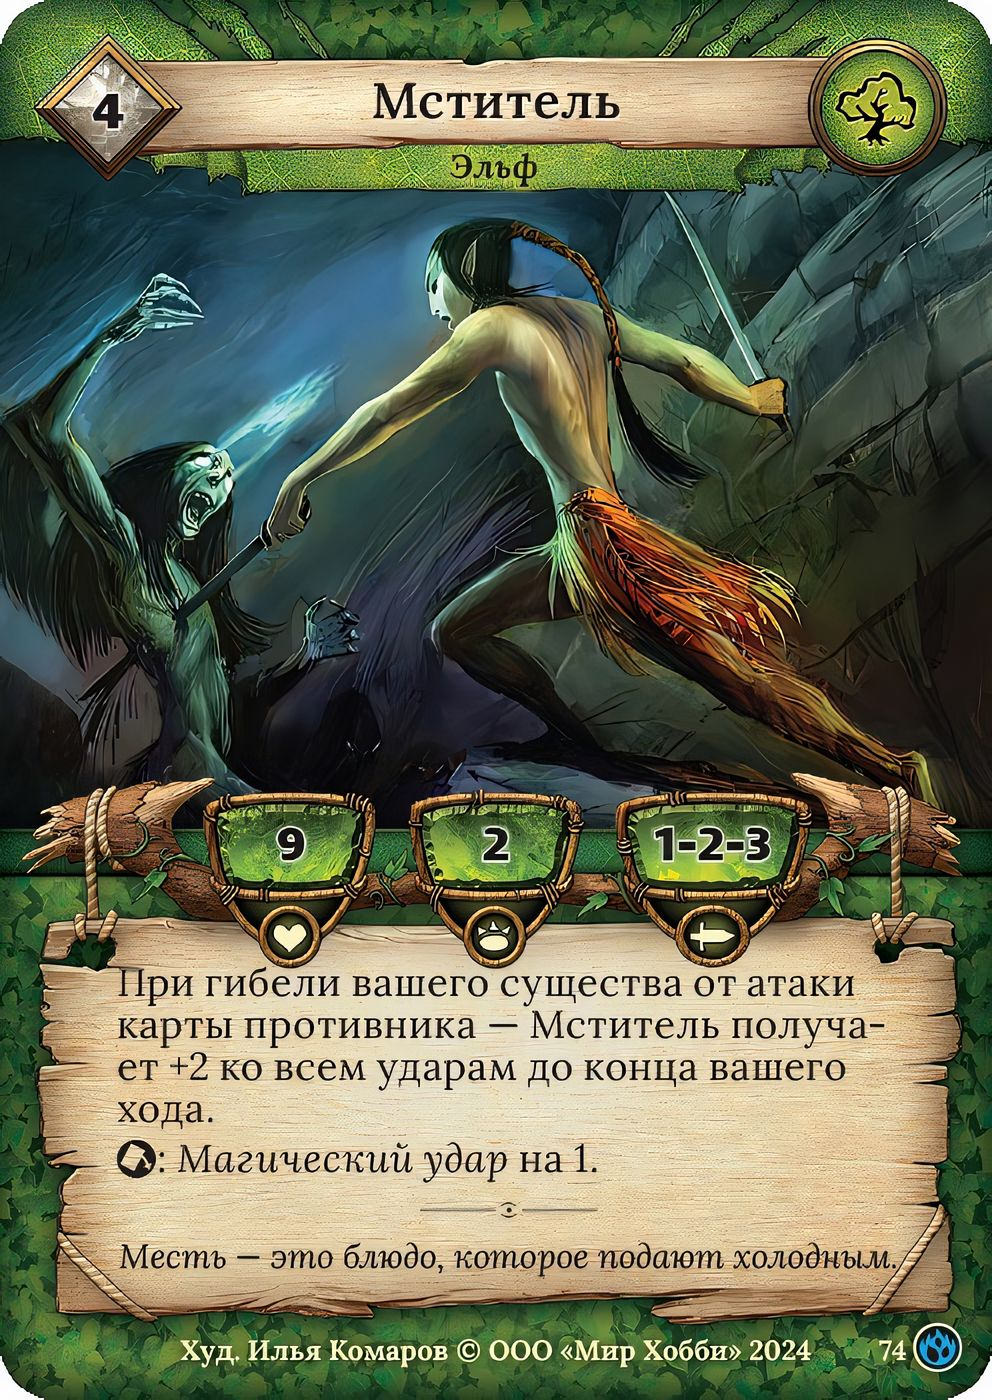 4
Мститель
Эльф
9
2
1-2-3
При гибели вашего существа от атаки
карты противника — Мститель получа-
ет +2 ко всем ударам до конца вашего
хода.
: Магический удар на 1.
Месть — это блюдо, которое подают холодным.
Худ. Илья Комаров © ООО «Мир Хобби» 2024
74